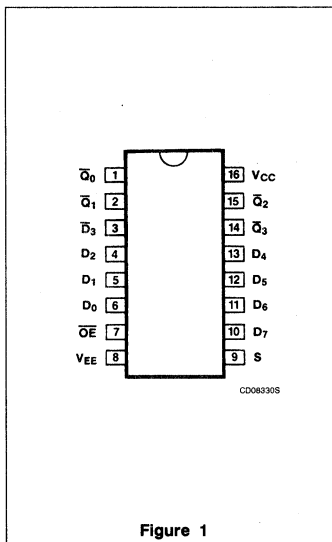 Q̅0 1 16 VCC
Q̅1 2 15 Q̅2
D̅3 3 14 Q̅3
D2 4 13 D4
D1 5 12 D5
D0 6 11 D6
O̅E̅ 7 10 D7
VEE 8 9 S
CD08330S
Figure 1